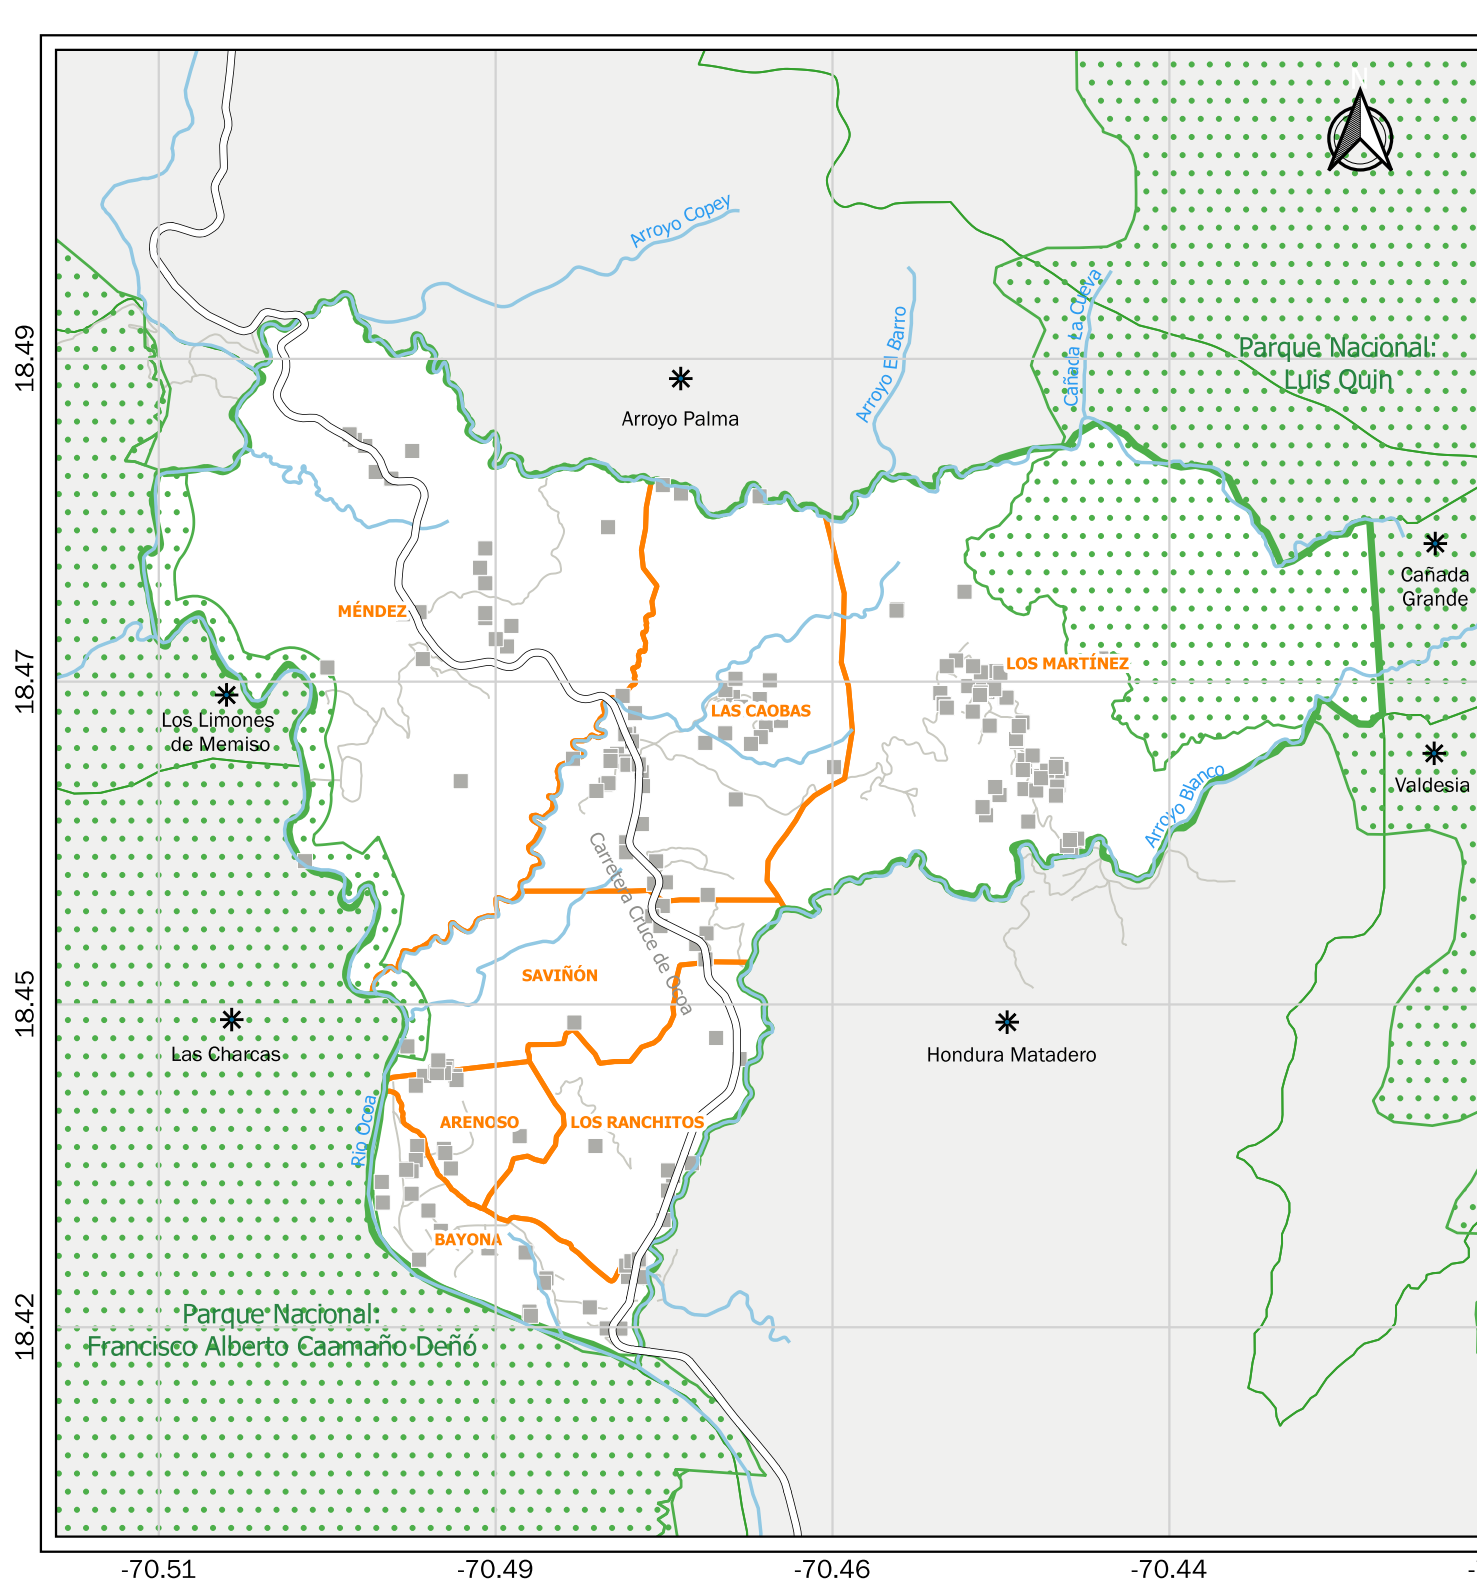 N
Arroyo Copey
Arroyo El Barro
Cañada La Cueva
Parque Nacional:
Luis Quin
18.49
Arroyo Palma
Cañada
Grande
MÉNDEZ
LOS MARTÍNEZ
18.47
LAS CAOBAS
Los Limones
de Memiso
Valdesia
Arroyo Blanco
Carretera Cruce de Ocoa
SAVIÑÓN
18.45
Las Charcas
Hondura Matadero
Rio Ocoa
ARENOSO
LOS RANCHITOS
BAYONA
18.42
Parque Nacional:
Francisco Alberto Caamaño Deñó
-70.51
-70.49
-70.46
-70.44